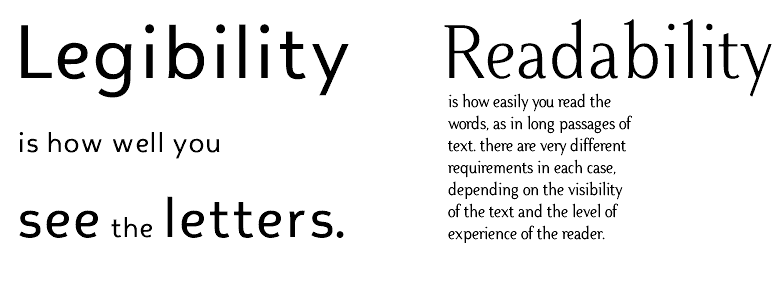 Legibility
is how well you
see the letters.
Readability
is how easily you read the
words, as in long passages of
text. there are very different
requirements in each case,
depending on the visibility
of the text and the level of
experience of the reader.